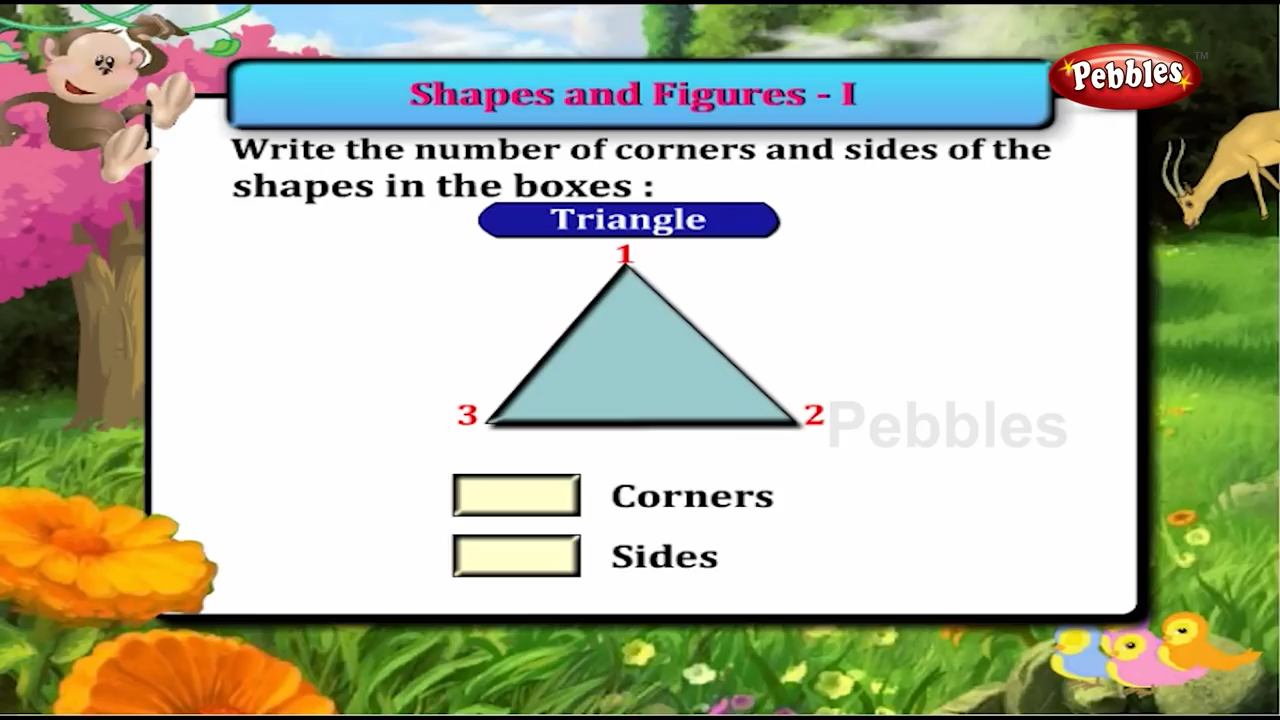 Pebbles
TM
Shapes and Figures - I
Write the number of corners and sides of the
shapes in the boxes :
Triangle
1
3
2
Pebbles
Corners
Sides